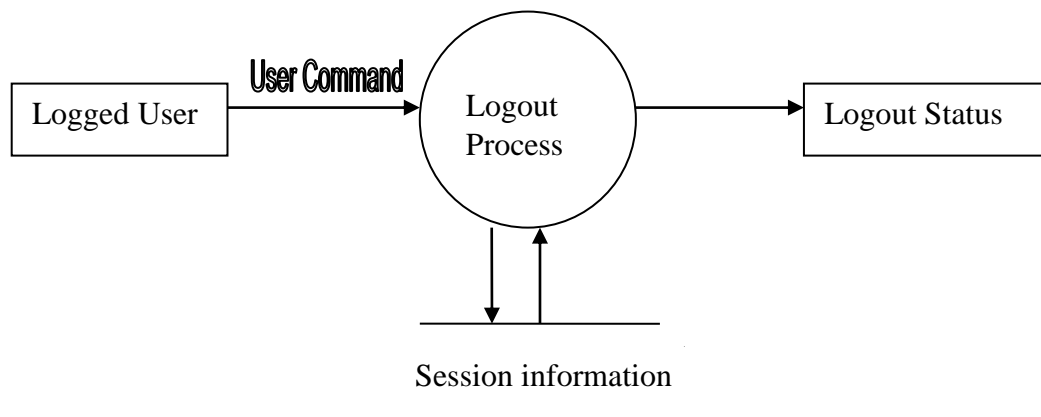 User Command
Logged User
Logout
Process
Logout Status
Session information